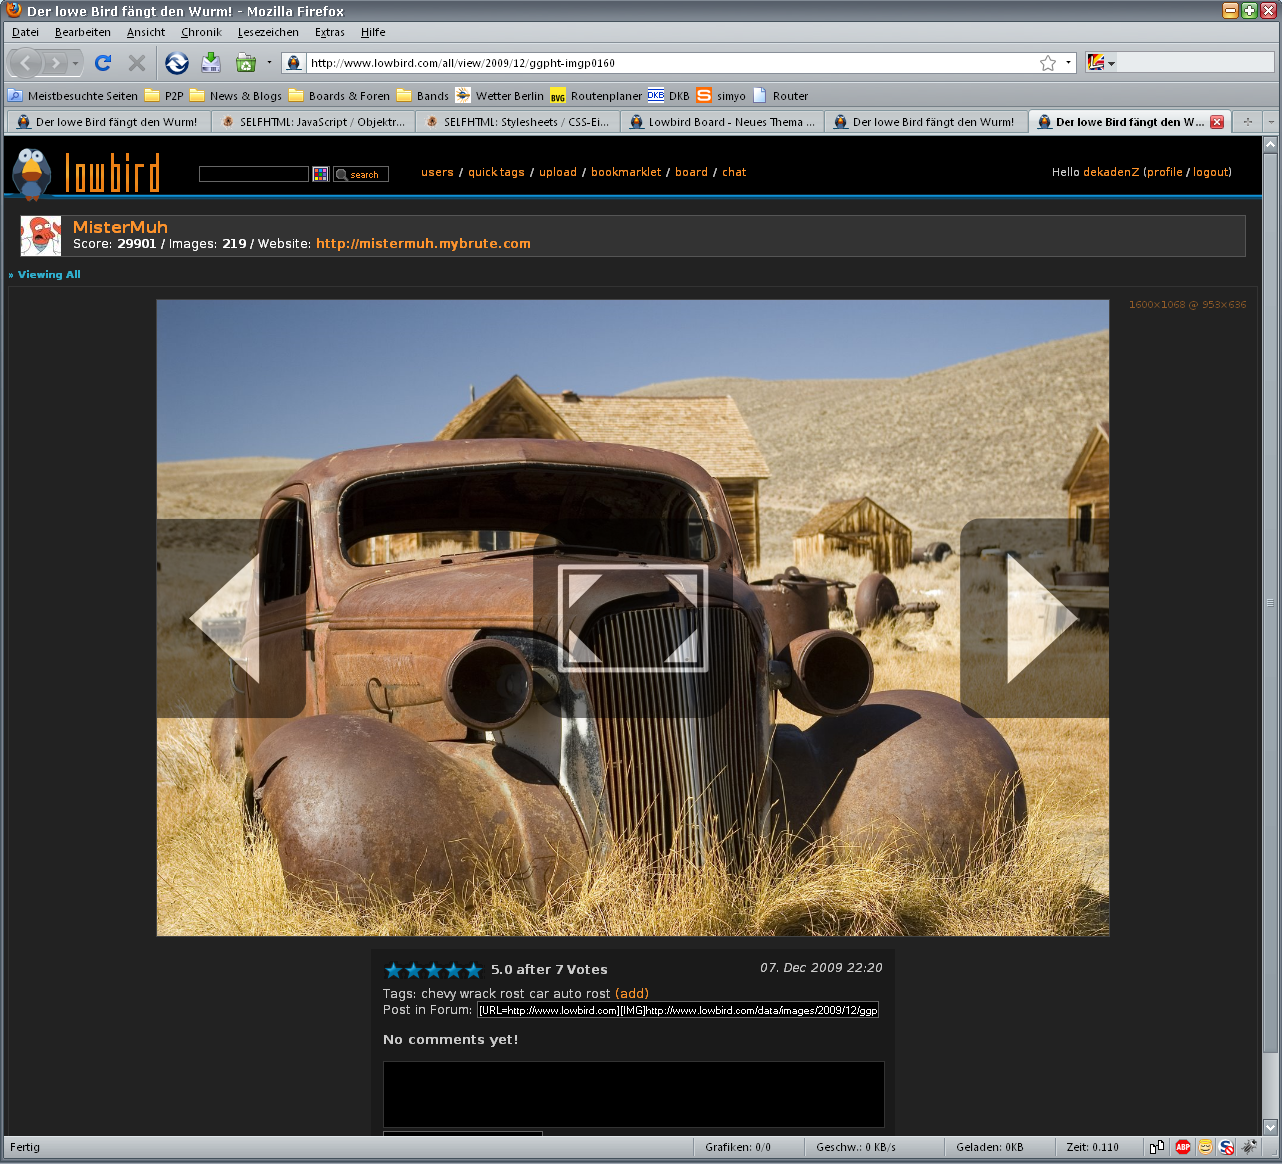 Der lowe Bird fängt den Wurm! - Mozilla Firefox
Datei Bearbeiten Ansicht Chronik Lesezeichen Extras Hilfe
http://www.lowbird.com/all/view/2009/12/ggpht-imgp0160
Meistbesuchte Seiten P2P News & Blogs Boards & Foren Bands Wetter Berlin BVG Routenplaner DKB DKB S simyo Router
Der lowe Bird fängt den Wurm! SELFHTML: JavaScript / Objektr... SELFHTML: Stylesheets / CSS-Ei... Lowbird Board - Neues Thema ... Der lowe Bird fängt den Wurm! Der lowe Bird fängt den W...
lowbird
search
users / quick tags / upload / bookmarklet / board / chat
Hello dekadenZ (profile / logout)
MisterMuh
Score: 29901 / Images: 219 / Website: http://mistermuh.mybrute.com
» Viewing All
1600x1068 @ 953x636
5.0 after 7 Votes
07. Dec 2009 22:20
Tags: chevy wrack rost car auto rost (add)
Post in Forum: [URL=http://www.lowbird.com][IMG]http://www.lowbird.com/data/images/2009/12/ggp
No comments yet!
Fertig
Grafiken: 0/0
Geschw.: 0 KB/s
Geladen: 0KB
Zeit: 0.110
ABP